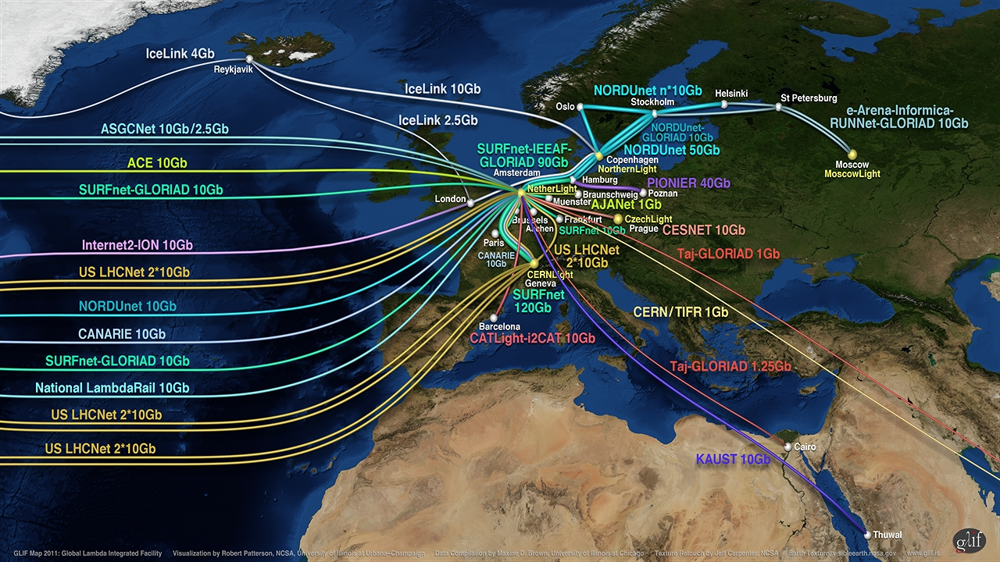 IceLink 4Gb
Reykjavik
IceLink 10Gb
IceLink 2.5Gb
ASGCNet 10Gb/2.5Gb
ACE 10Gb
SURFnet-GLORIAD 10Gb
Internet2-ION 10Gb
US LHCNet 2*10Gb
NORDUnet 10Gb
CANARIE 10Gb
SURFnet-GLORIAD 10Gb
National LambdaRail 10Gb
US LHCNet 2*10Gb
US LHCNet 2*10Gb
NORDUnet n*10Gb
Oslo
Stockholm
Helsinki
St Petersburg
e-Arena-Informica-
RUNNet-GLORIAD 10Gb
NORDUnet-
GLORIAD 10Gb
NORDUnet 50Gb
SURFnet-IEEAF-
GLORIAD 90Gb
Copenhagen
NorthernLight
Moscow
MoscowLight
Amsterdam
NetherLight
Hamburg
PIONIER 40Gb
Braunschweig
Poznan
London
Muenster
AJANet 1Gb
Brussels
Aachen
Frankfurt
CzechLight
Prague
SURFnet 10Gb
CESNET 10Gb
Paris
CANARIE
10Gb
US LHCNet
2*10Gb
Taj-GLORIAD 1Gb
CERNLight
Geneva
SURFnet
120Gb
CERN/TIFR 1Gb
Barcelona
CATLight-i2CAT 10Gb
Taj-GLORIAD 1.25Gb
Cairo
KAUST 10Gb
Thuwal
glif
GLIF Map 2011: Global Lambda Integrated Facility Visualization by Robert Patterson, NCSA, University of Illinois at Urbana-Champaign Data Compilation by Maxine D. Brown, University of Illinois at Chicago Texture Retouch by Jeff Carpenter, NCSA Earth Texture, visibleearth.nasa.gov www.glif.is